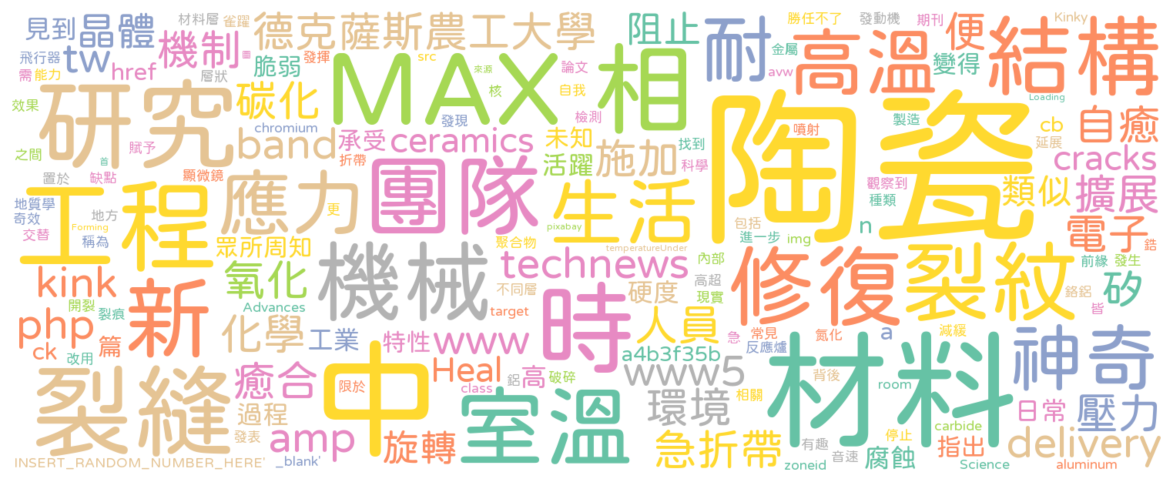 見到
晶體
材料層
雀躍
德克薩斯農工大學
阻止
勝任不了
發動機
期刊
Kinky
飛行器
tw
機制
發揮
src
來源
論文
耐
金屬
便
結構
需
能力
href
層狀
脆弱
MAX
相
核
自我
avw
高溫
變得
Loading
研究
效果
碳化
chromium
發現
檢測
陶瓷
噴射
製造
cb
自癒
延展
之間
賦予
band
承受
ceramics
未知
找到
科學
cracks
首
顯微鏡
折帶
活躍
施加
觀察到
類似
擴展
置於
缺點
應力
團隊
生活
種類
工程
地質學
奇效
地方
更
Forming
pixabay
包括
n
電子
交替
稱為
眾所周知
聚合物
temperatureUnder
進一步
img
鋯
kink
氧化
機械
technews
內部
修復
裂紋
前緣
發生
開裂
新
Advances
不同層
硬度
高超
現實
鉻鋁
矽
php
裂痕
化學
工業
target
時
人員
急
常見
氮化
減緩
皆
ck
篇
特性
www
a4b3f35b
反應爐
a
神奇
改用
裂縫
癒合
限於
中
Heal
鋁
高
破碎
www5
背後
材料
壓力
過程
class
室溫
環境
相關
room
日常
發表
amp
旋轉
急折帶
有趣
停止
carbide
指出
delivery
INSERT_RANDOM_NUMBER_HERE'
_blank'
zoneid
音速
腐蝕
Science
aluminum